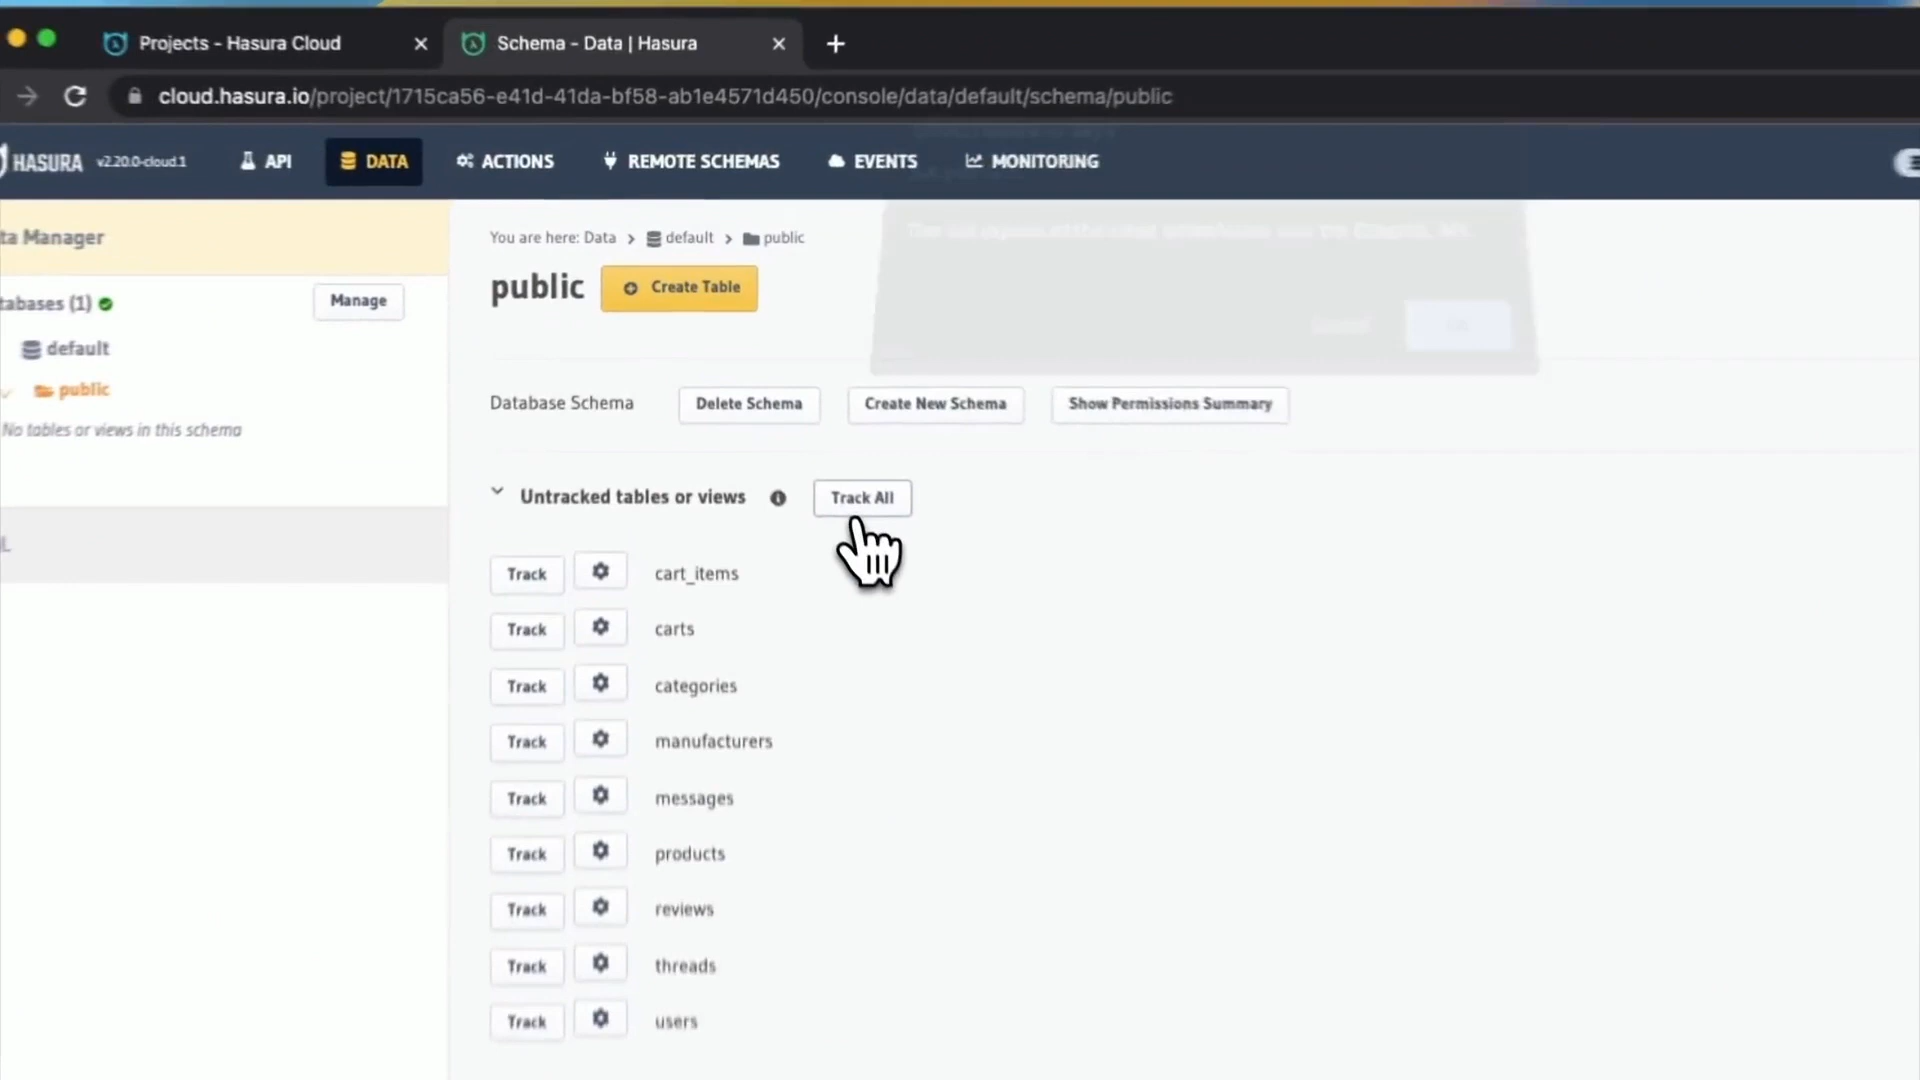 Projects - Hasura Cloud
Schema - Data | Hasura
cloud.hasura.io/project/1715ca56-e41d-41da-bf58-ab1e4571d450/console/data/default/schema/public
HASURA v2.20.0-cloud.1 API DATA ACTIONS REMOTE SCHEMAS EVENTS MONITORING
ta Manager
tabases (1) Manage
default
public
No tables or views in this schema
L
You are here: Data > default > public
public Create Table
Database Schema Delete Schema Create New Schema Show Permissions Summary
Untracked tables or views Track All
Track cart_items
Track carts
Track categories
Track manufacturers
Track messages
Track products
Track reviews
Track threads
Track users